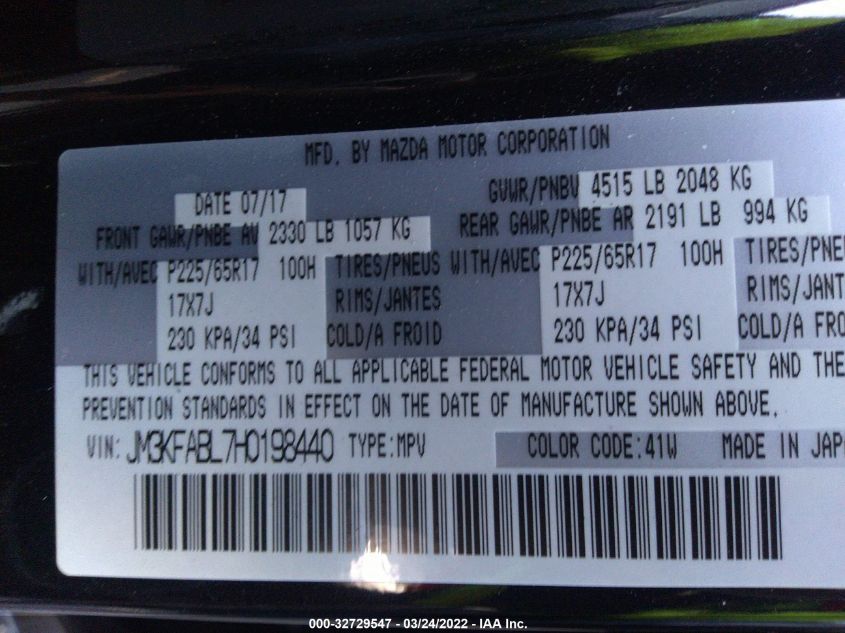 MFD. BY MAZDA MOTOR CORPORATION
DATE 07/17 GVWR/PNBV 4515 LB 2048 KG
FRONT GAWR/PNBE AV 2330 LB 1057 KG REAR GAWR/PNBE AR 2191 LB 994 KG
WITH/AVEC P225/65R17 100H TIRES/PNEUS WITH/AVEC P225/65R17 100H TIRES/PNE
17X7J RIMS/JANTES 17X7J RIMS/JANT
230 KPA/34 PSI COLD/A FROID 230 KPA/34 PSI COLD/A FRO
THIS VEHICLE CONFORMS TO ALL APPLICABLE FEDERAL MOTOR VEHICLE SAFETY AND THE
PREVENTION STANDARDS IN EFFECT ON THE DATE OF MANUFACTURE SHOWN ABOVE.
VIN: JM3KFABL7H0198440 TYPE:MPV COLOR CODE:41W MADE IN JAPA
000-32729547 - 03/24/2022 - IAA Inc.